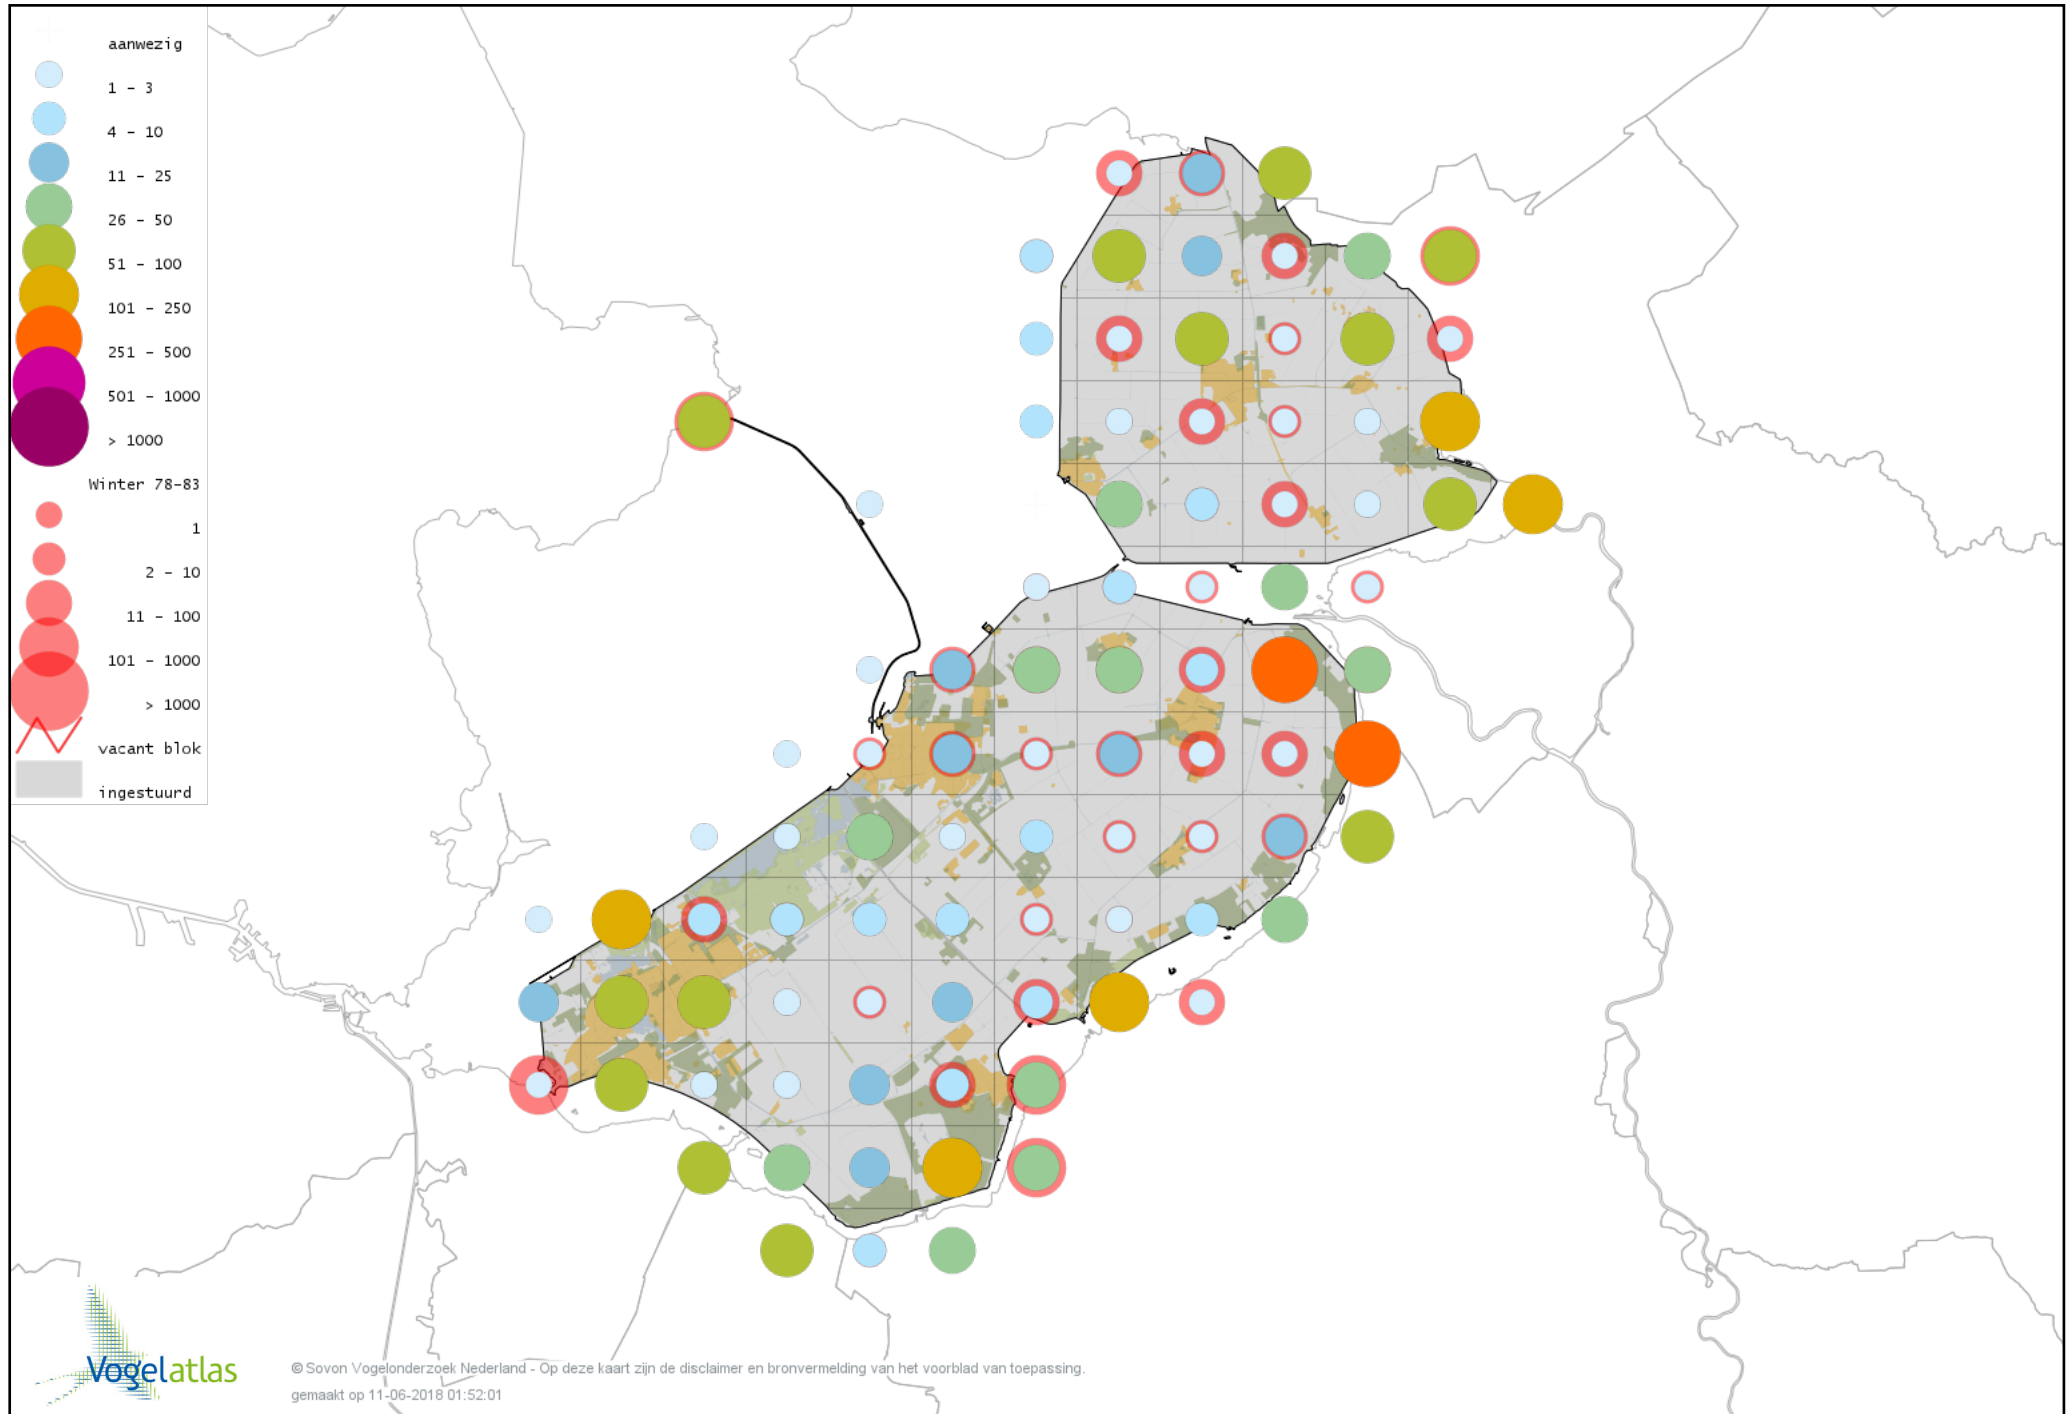 aanwezig
1 – 3
4 – 10
11 – 25
26 – 50
51 – 100
101 – 250
251 – 500
501 – 1000
> 1000
Winter 78-83
1
2 – 10
11 – 100
101 – 1000
> 1000
vacant blok
ingestuurd
Vogelatlas
© Sovon Vogelonderzoek Nederland - Op deze kaart zijn de disclaimer en bronvermelding van het voorblad van toepassing.
gemaakt op 11-06-2018 01:52:01